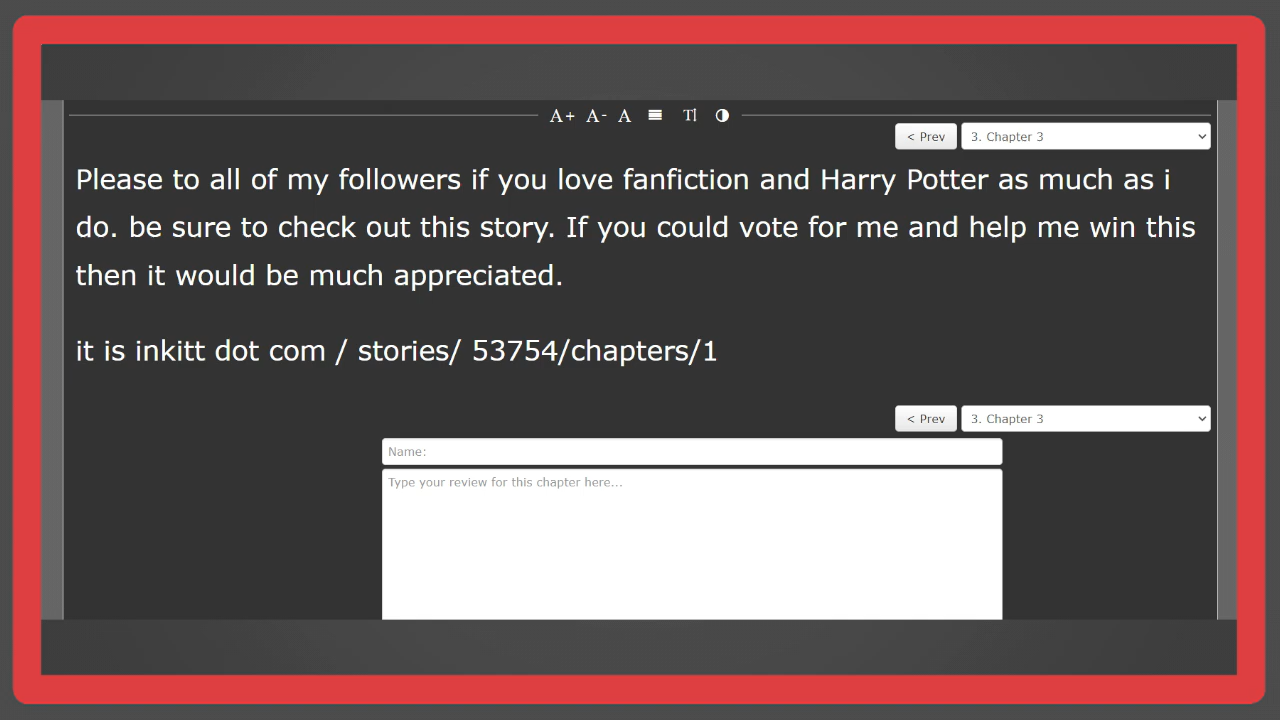 A+ A- A TI
< Prev 3. Chapter 3
Please to all of my followers if you love fanfiction and Harry Potter as much as i
do. be sure to check out this story. If you could vote for me and help me win this
then it would be much appreciated.
it is inkitt dot com / stories/ 53754/chapters/1
< Prev 3. Chapter 3
Name:
Type your review for this chapter here...